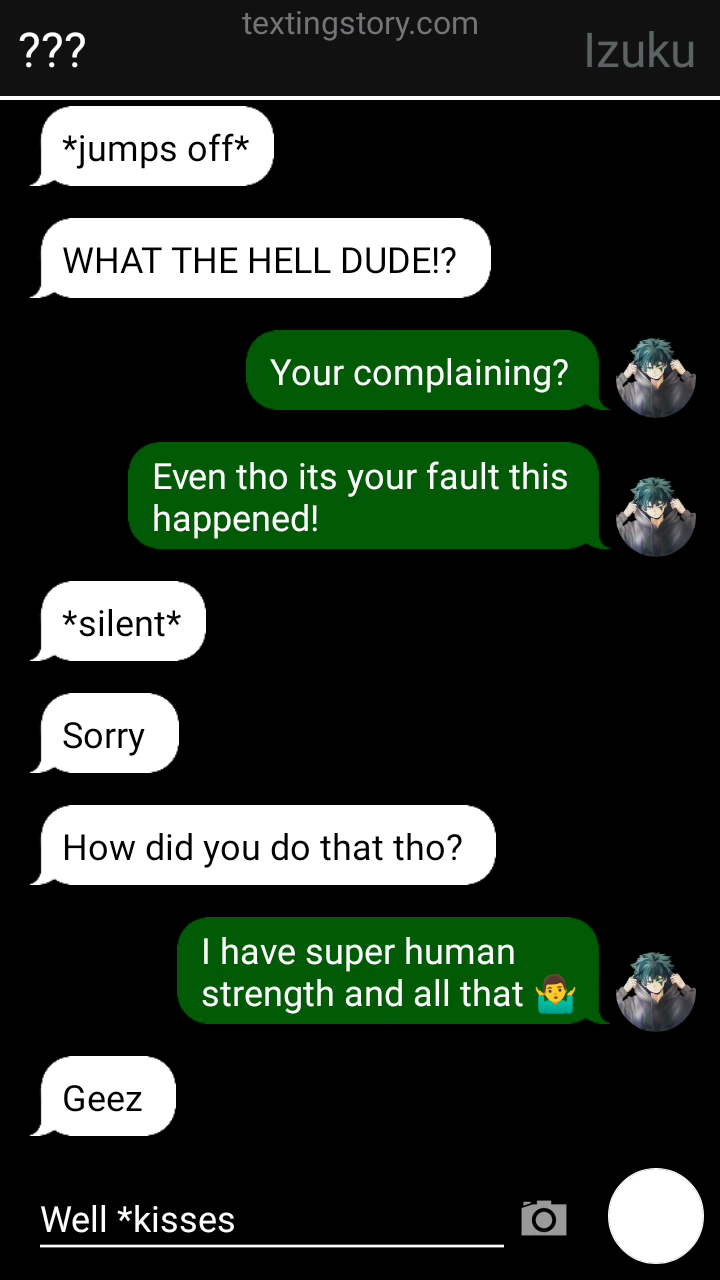 textingstory.com
???
Izuku
*jumps off*
WHAT THE HELL DUDE!?
Your complaining?
Even tho its your fault this
happened!
*silent*
Sorry
How did you do that tho?
I have super human
strength and all that 🤷‍♂️
Geez
Well *kisses